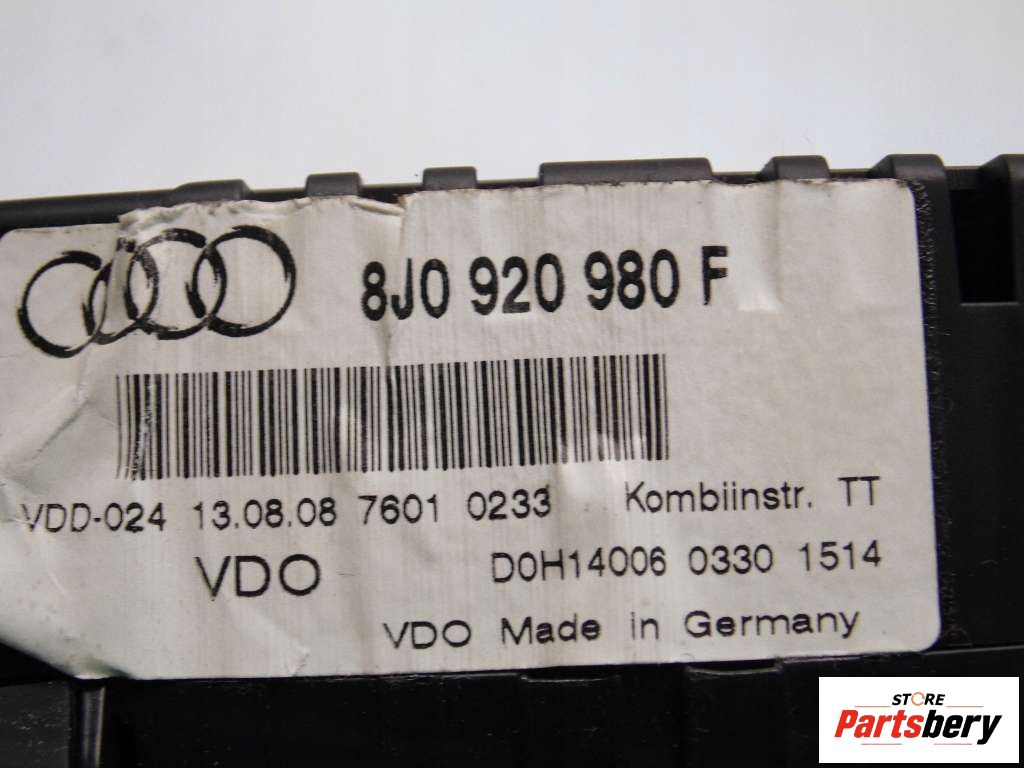 8J0 920 980 F
VDD-024 13.08.08 7601 0233 Kombiinstr. TT
VDO D0H14006 0330 1514
VDO Made in Germany
STORE
Partsbery